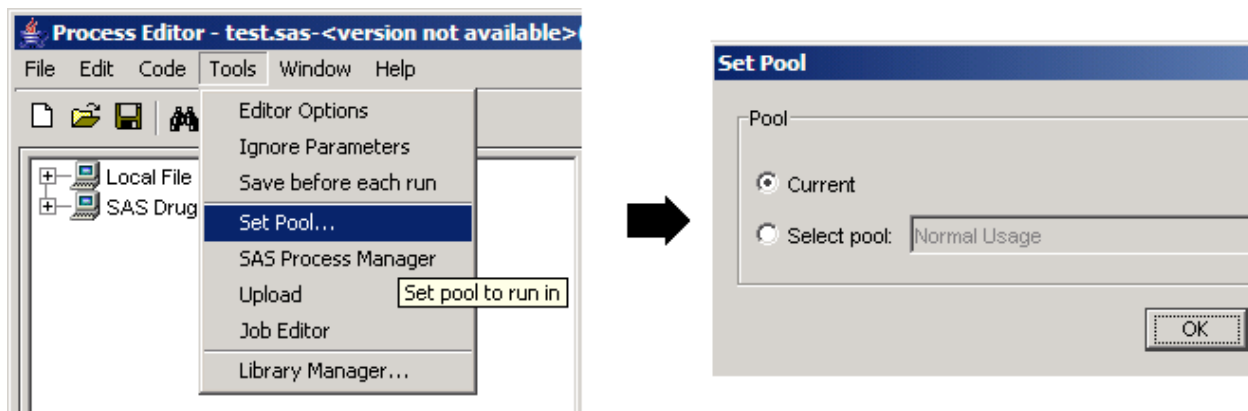 Process Editor - test.sas-<version not available>(
File Edit Code Tools Window Help
Editor Options
Ignore Parameters
Save before each run
Set Pool...
SAS Process Manager
Upload
Set pool to run in
Job Editor
Library Manager...
Local File
SAS Drug
Set Pool
Pool
Current
Select pool: Normal Usage
OK